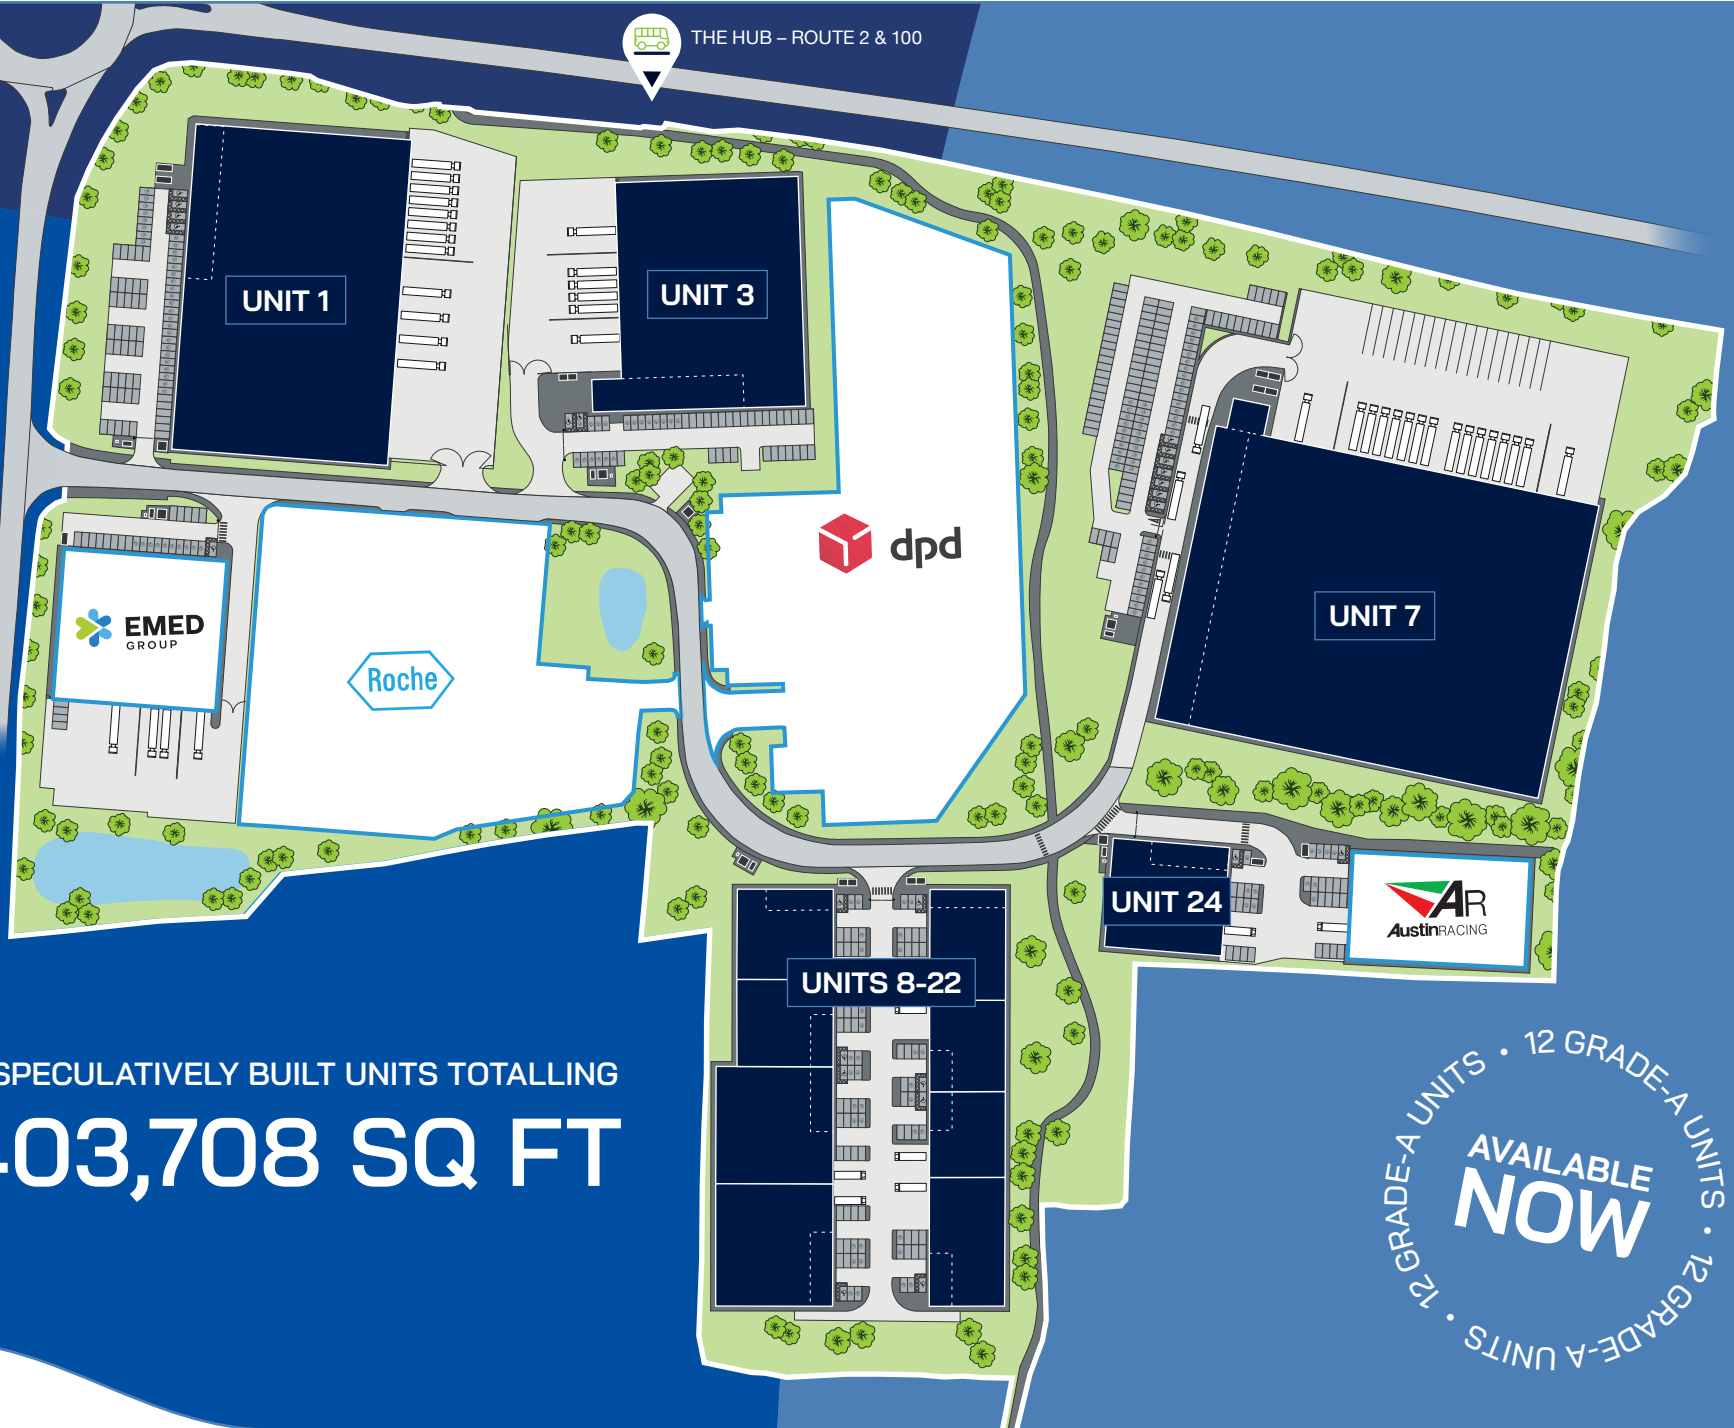 THE HUB – ROUTE 2 & 100
UNIT 1
UNIT 3
dpd
UNIT 7
EMED
GROUP
Roche
UNIT 24
AR
AustinRACING
UNITS 8-22
SPECULATIVELY BUILT UNITS TOTALLING
03,708 SQ FT
12 GRADE-A UNITS • 12 GRADE-A UNITS • 12 GRADE-A UNITS •
AVAILABLE
NOW